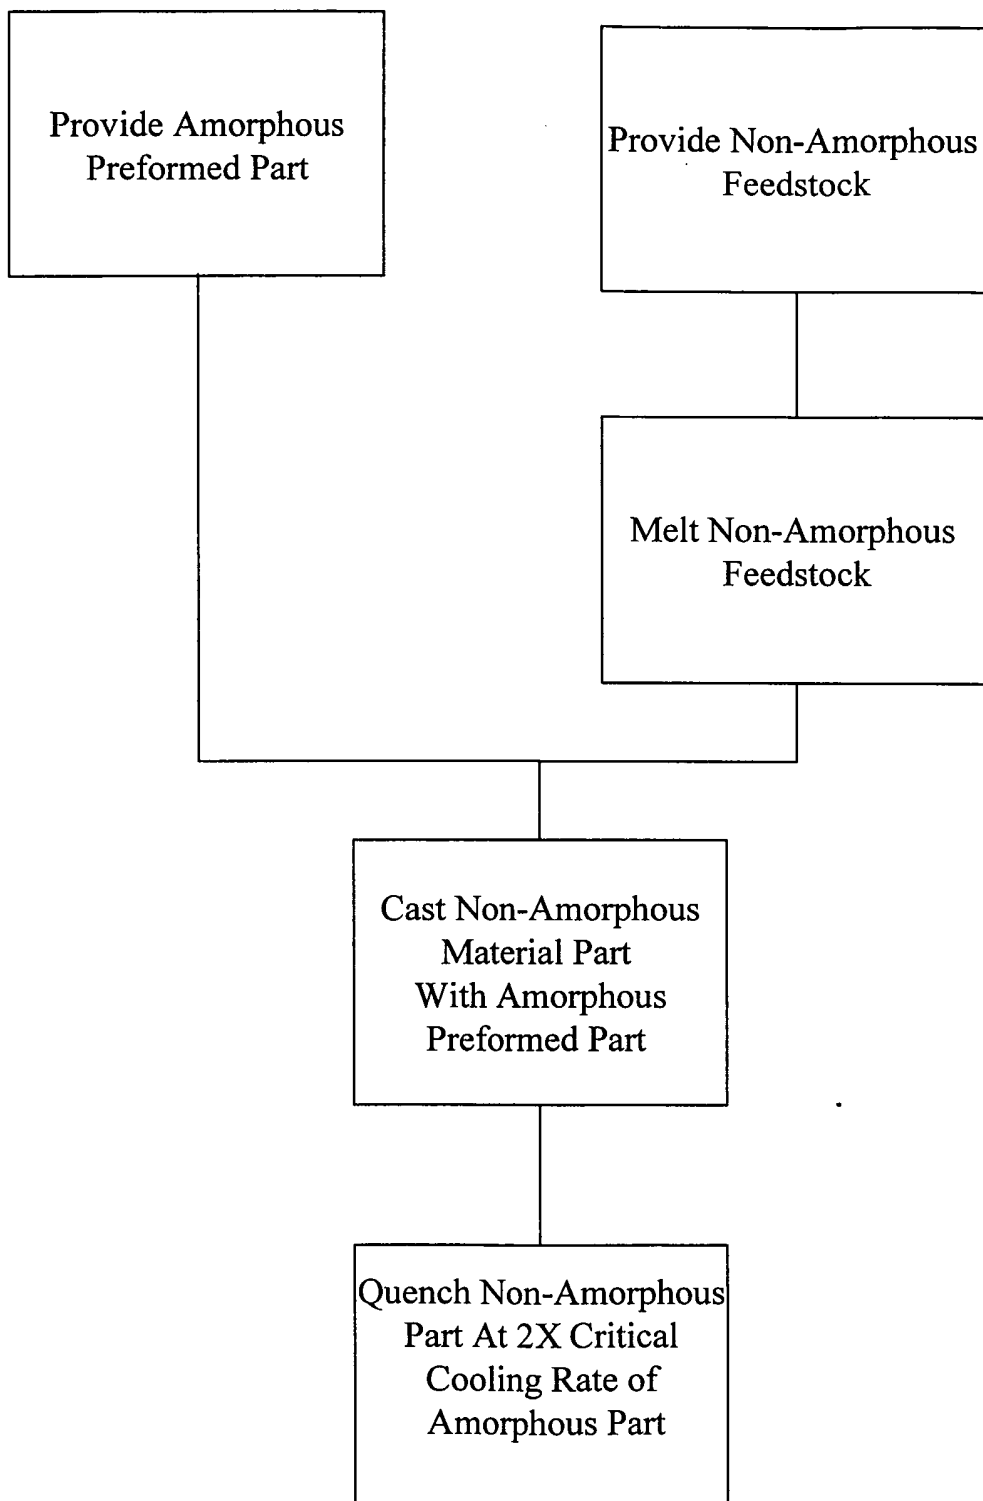 Provide Amorphous
Preformed Part
Provide Non-Amorphous
Feedstock
Melt Non-Amorphous
Feedstock
Cast Non-Amorphous
Material Part
With Amorphous
Preformed Part
Quench Non-Amorphous
Part At 2X Critical
Cooling Rate of
Amorphous Part